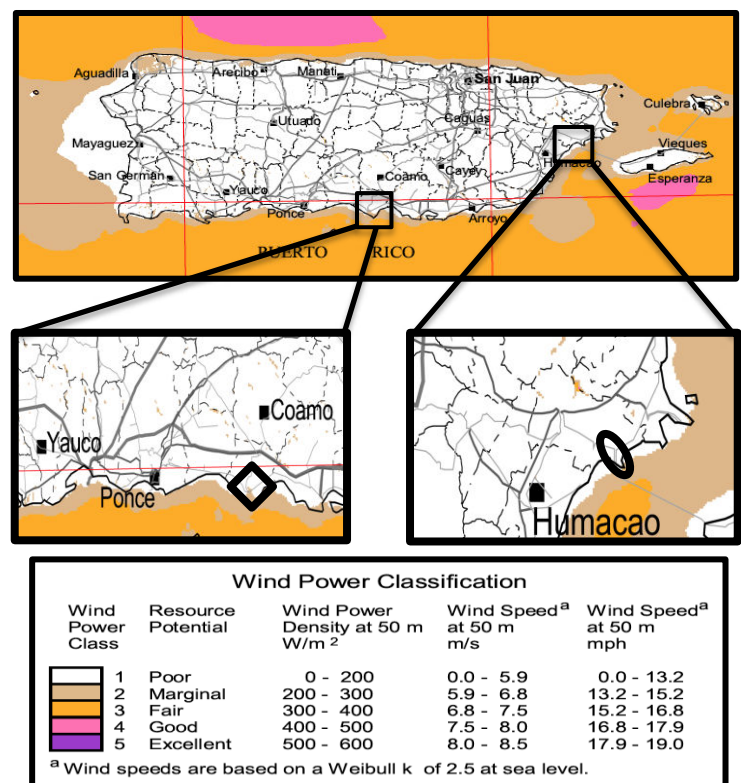 Aguadilla
Arecibo
Manati
San Juan
Culebra
Utuado
Caguas
Mayaguez
Humacao
Vieques
San German
Yauco
Coamo
Cayey
Esperanza
Ponce
Arroyo
PUERTO RICO
Coamo
Yauco
Ponce
Humacao
Wind Power Classification
Wind Power Class Resource Potential Wind Power Density at 50 m W/m 2 Wind Speed a at 50 m m/s Wind Speed a at 50 m mph
1 Poor 0 - 200 0.0 - 5.9 0.0 - 13.2
2 Marginal 200 - 300 5.9 - 6.8 13.2 - 15.2
3 Fair 300 - 400 6.8 - 7.5 15.2 - 16.8
4 Good 400 - 500 7.5 - 8.0 16.8 - 17.9
5 Excellent 500 - 600 8.0 - 8.5 17.9 - 19.0
a Wind speeds are based on a Weibull k of 2.5 at sea level.